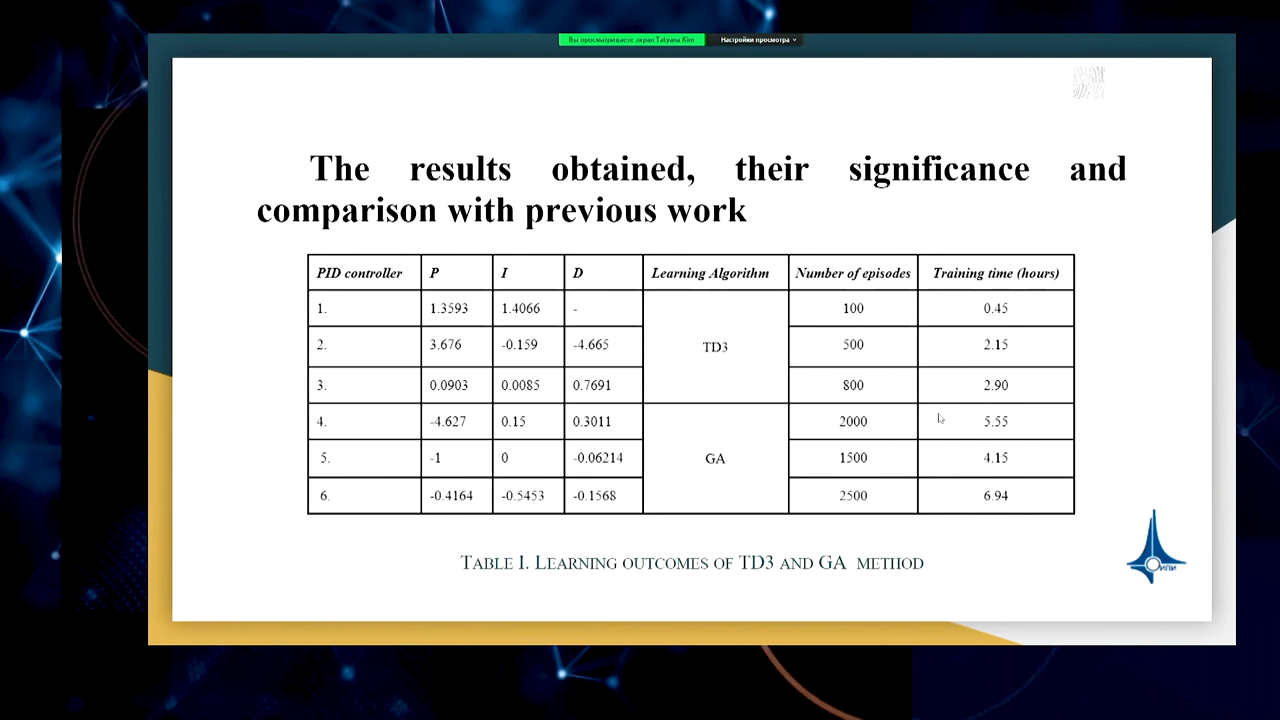 Вы просматриваете экран Tatyana Kim
Настройки просмотра
The results obtained, their significance and
comparison with previous work
PID controller P I D Learning Algorithm Number of episodes Training time (hours)
1. 1.3593 1.4066 - TD3 100 0.45
2. 3.676 -0.159 -4.665 500 2.15
3. 0.0903 0.0085 0.7691 800 2.90
4. -4.627 0.15 0.3011 GA 2000 5.55
5. -1 0 -0.06214 1500 4.15
6. -0.4164 -0.5453 -0.1568 2500 6.94
TABLE I. LEARNING OUTCOMES OF TD3 AND GA METHOD
ОИПИ